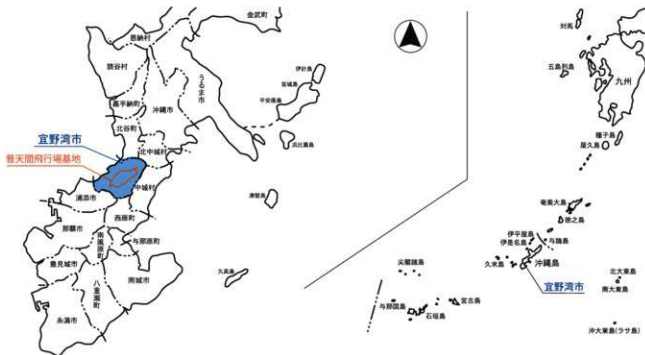 金武町
恩納村
読谷村
うるま市
嘉手納町
沖縄市
北谷町
伊計島
宮城島
平安座島
浜比嘉島
宜野湾市
北中城村
普天間飛行場基地
中城村
浦添市
西原町
津堅島
那覇市
南風原町
与那原町
豊見城市
八重瀬町
南城市
久高島
糸満市
対馬
五島列島
九州
種子島
屋久島
奄美大島
徳之島
伊平屋島
与論島
伊是名島
尖閣諸島
久米島
沖縄島
北大東島
南大東島
宜野湾市
与那国島
石垣島
宮古島
沖大東島(ラサ島)